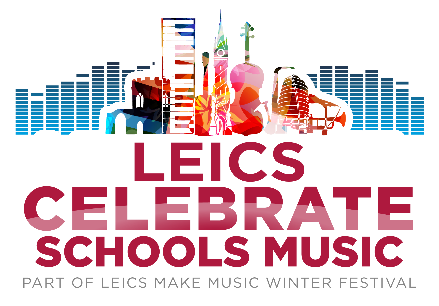 LEICS
CELEBRATE
SCHOOLS MUSIC
PART OF LEICS MAKE MUSIC WINTER FESTIVAL